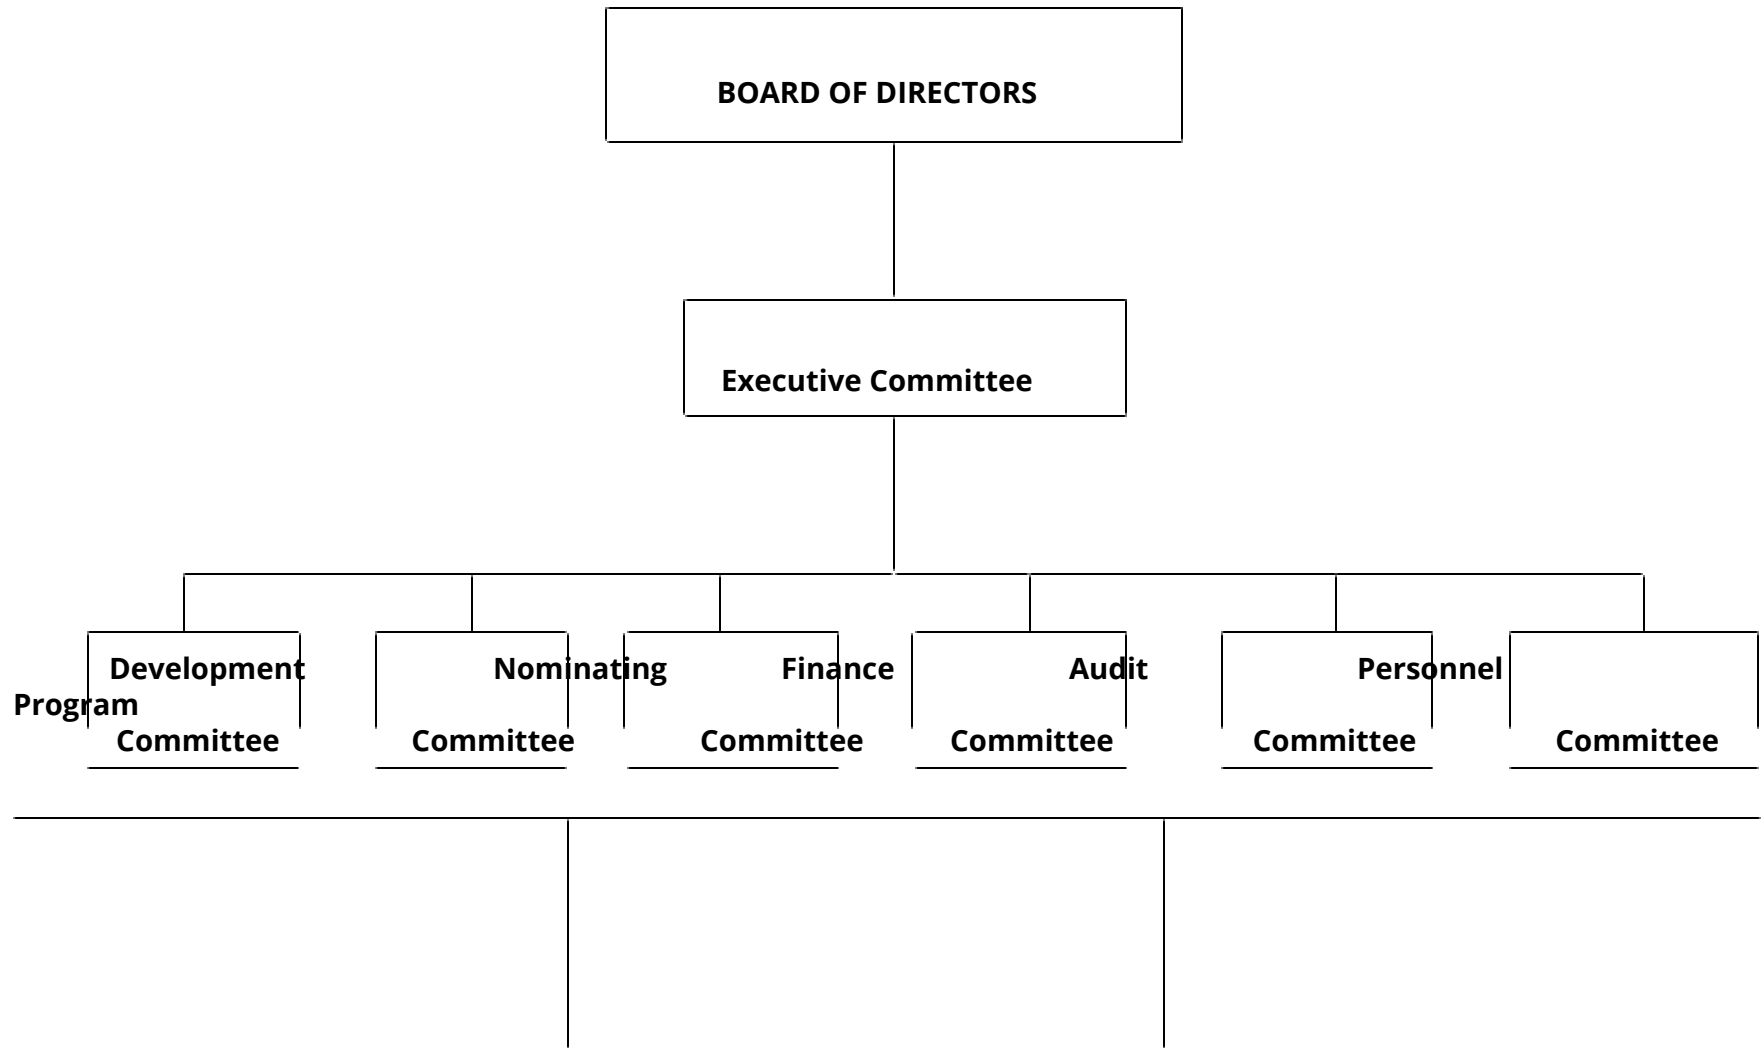 BOARD OF DIRECTORS
Executive Committee
Development Nominating Finance Audit Personnel
Program
Committee Committee Committee Committee Committee Committee